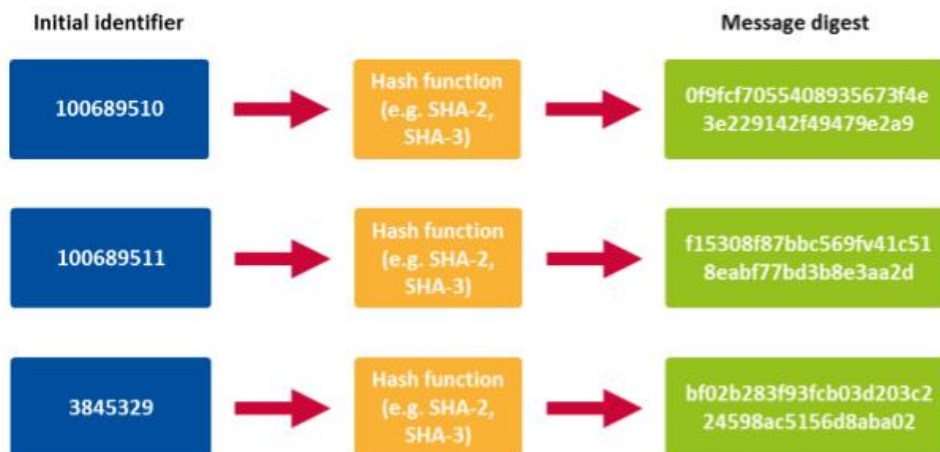 Initial identifier
Message digest
100689510
Hash function
(e.g. SHA-2,
SHA-3)
0f9fcf7055408935673f4e
3e229142f49479e2a9
100689511
Hash function
(e.g. SHA-2,
SHA-3)
f15308f87bbc569fv41c51
8eabf77bd3b8e3aa2d
3845329
Hash function
(e.g. SHA-2,
SHA-3)
bf02b283f93fcb03d203c2
24598ac5156d8aba02